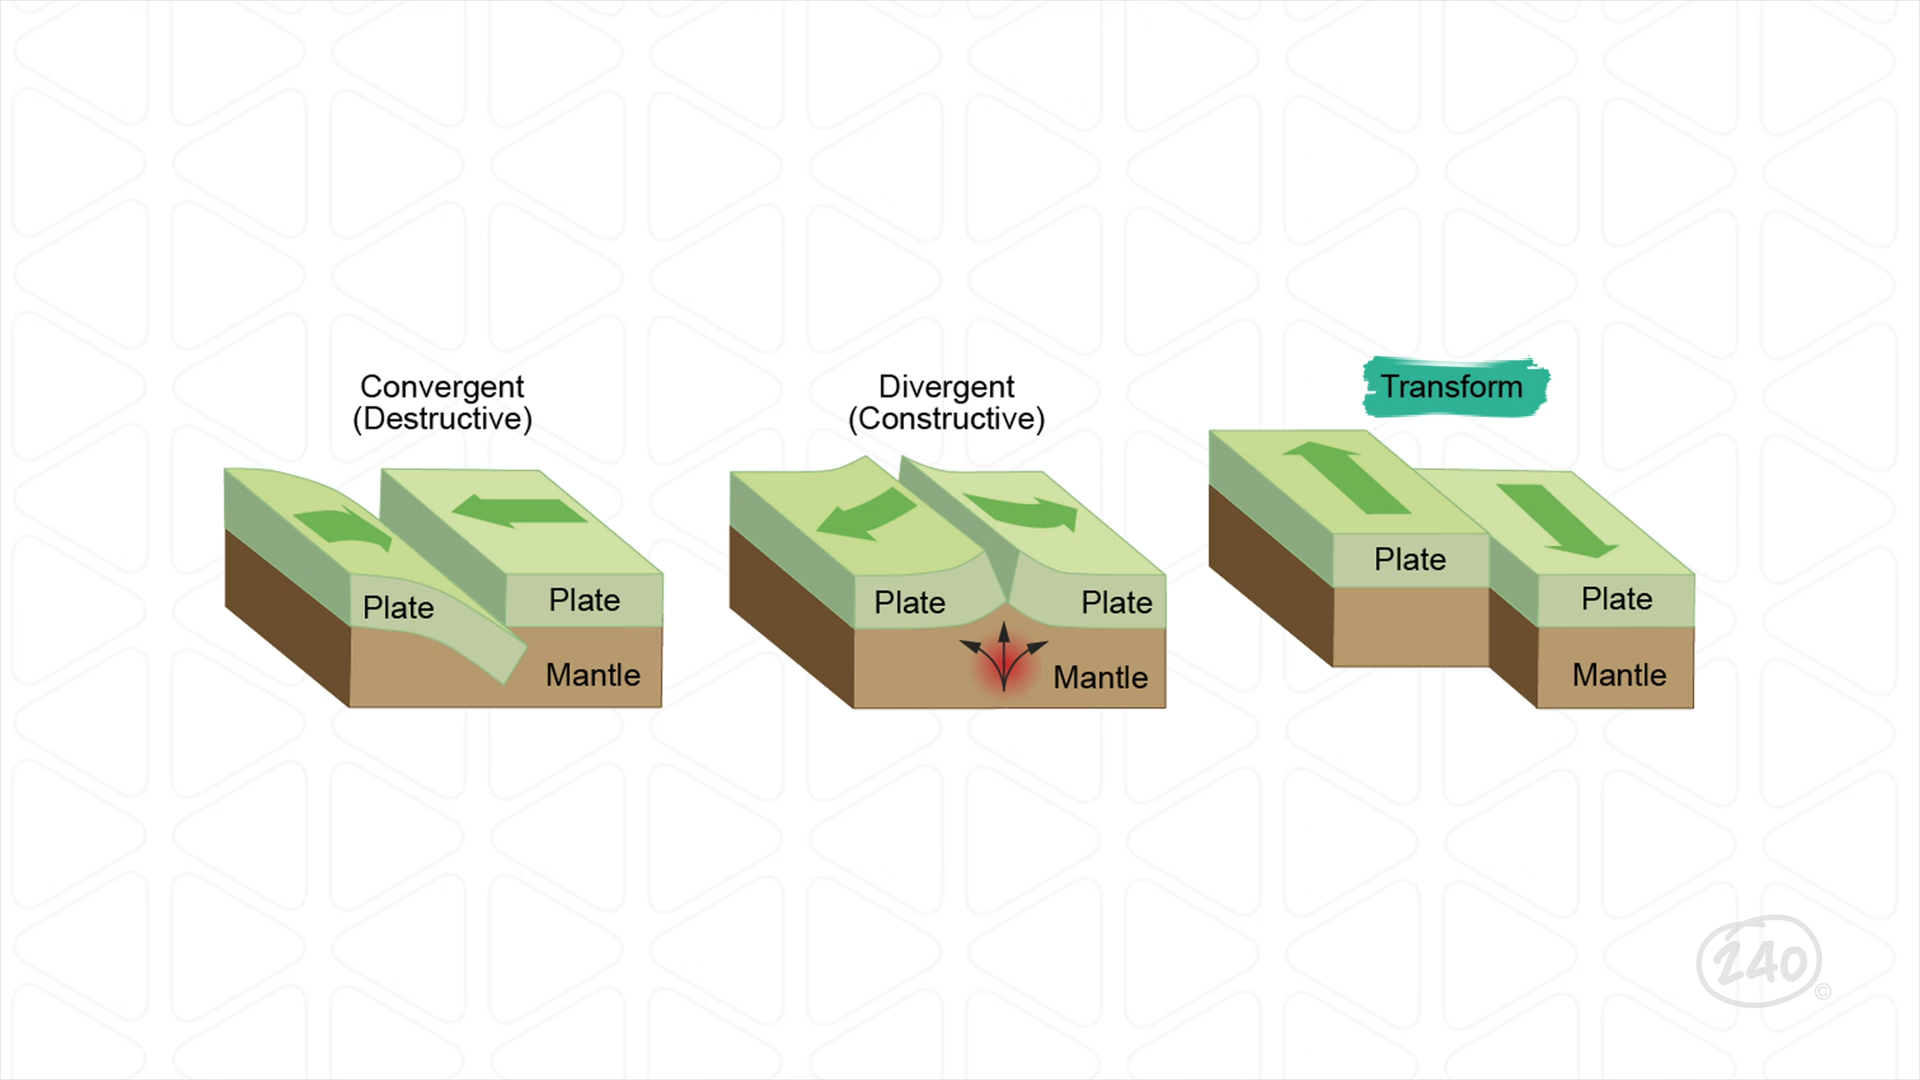 Convergent
(Destructive)
Plate
Plate
Mantle
Divergent
(Constructive)
Plate
Plate
Mantle
Transform
Plate
Plate
Mantle
240
©